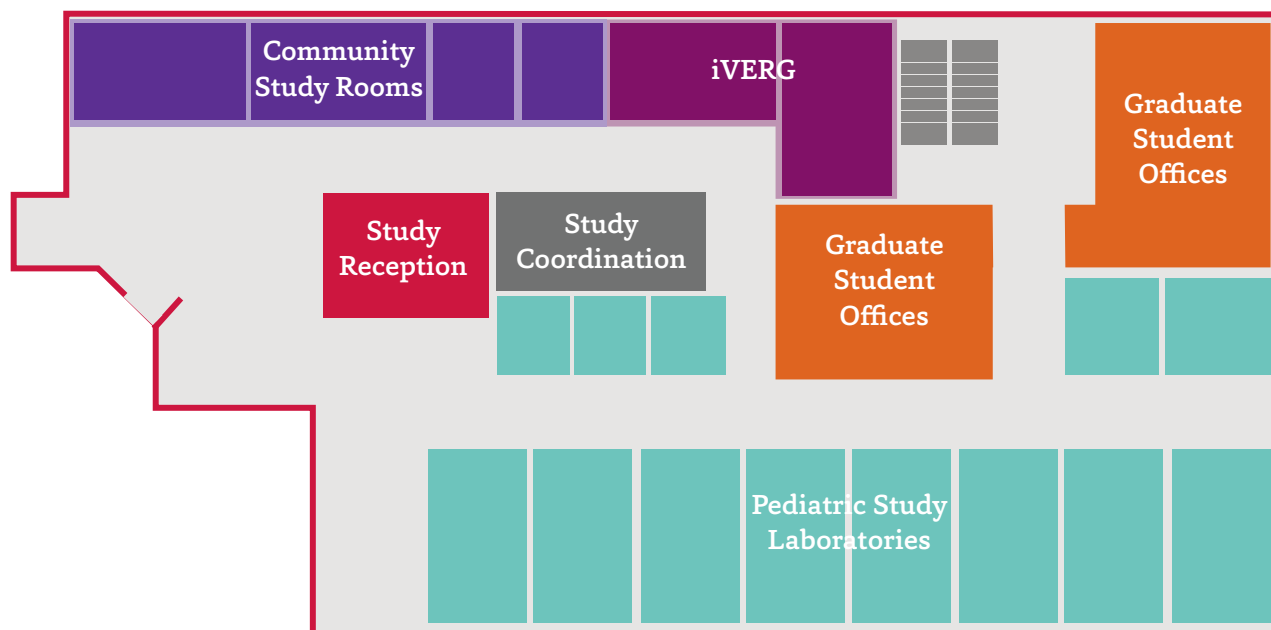 Community
Study Rooms
iVERG
Graduate
Student
Offices
Study
Reception
Study
Coordination
Graduate
Student
Offices
Pediatric Study
Laboratories